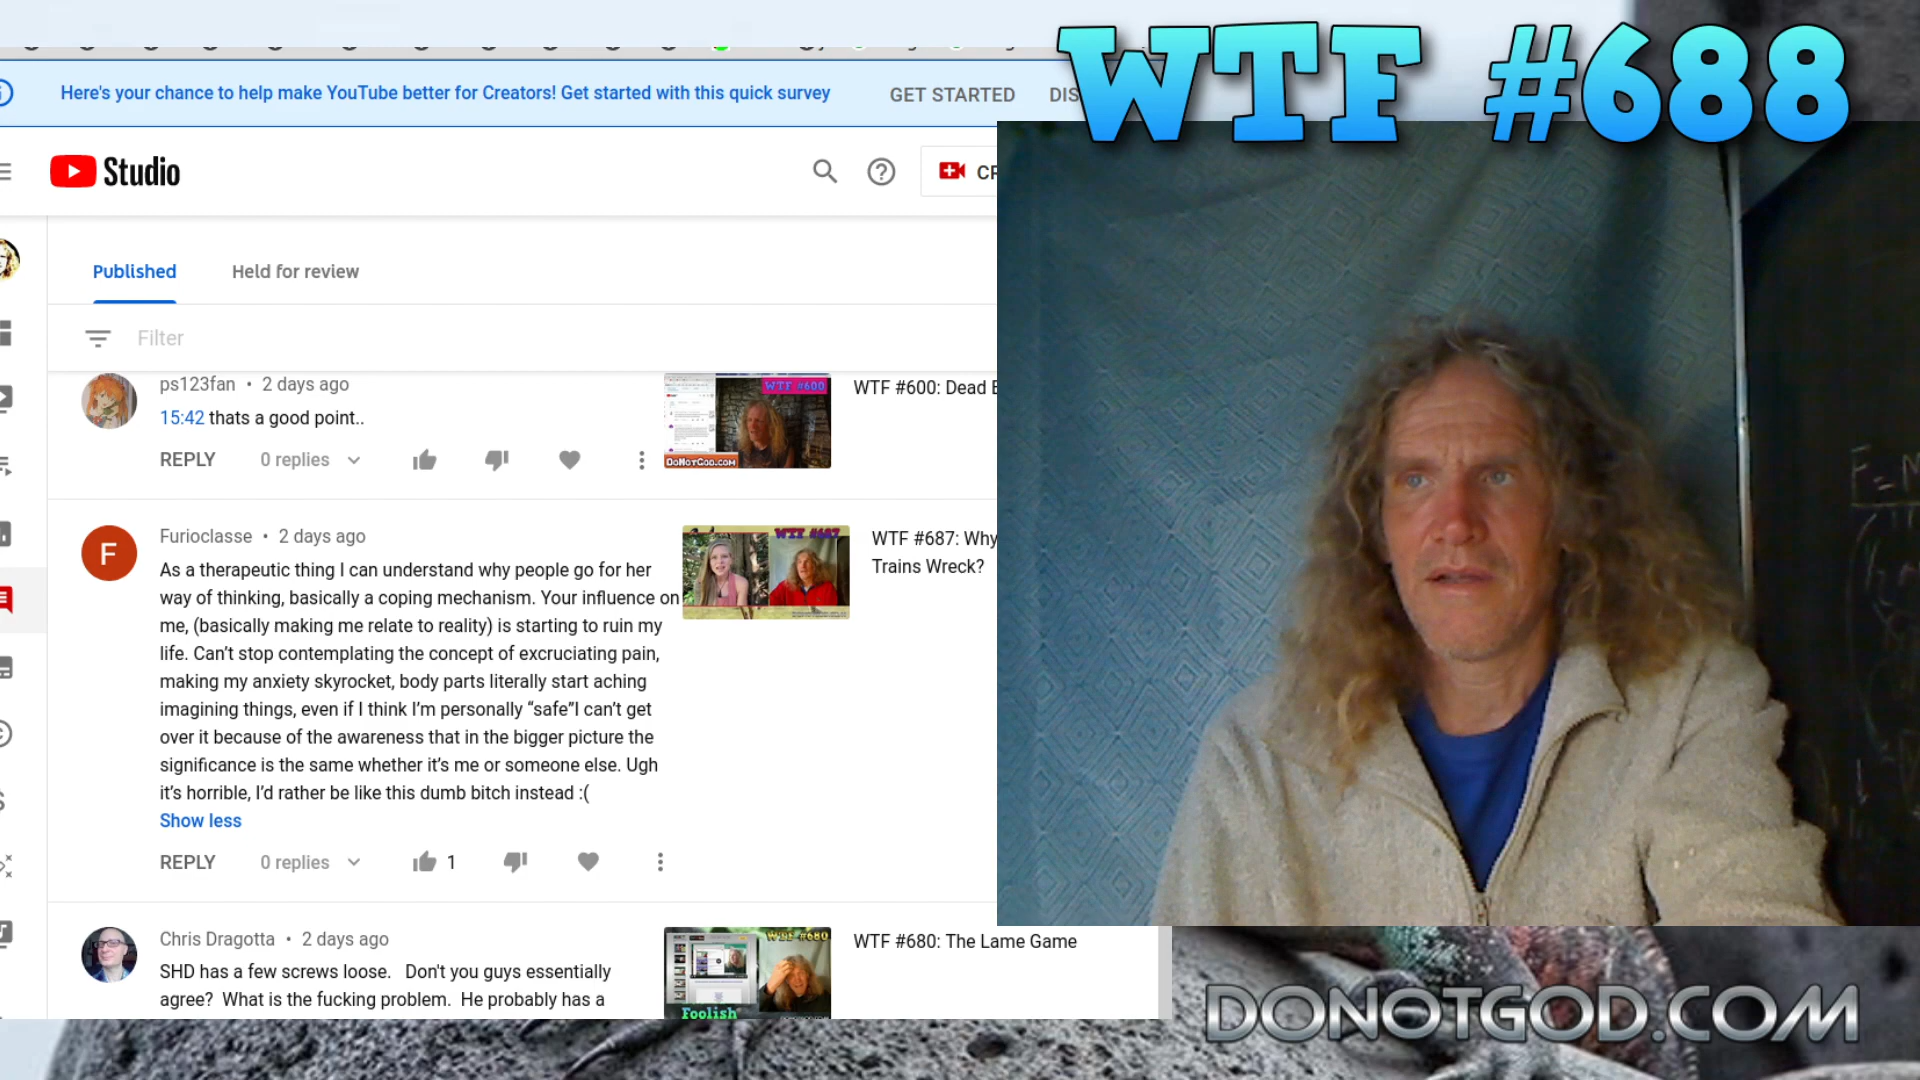 WTF #688
Here's your chance to help make YouTube better for Creators! Get started with this quick survey GET STARTED DIS
Studio
Published Held for review
Filter
ps123fan • 2 days ago
15:42 thats a good point..
REPLY 0 replies
WTF #600
DoNotGod.com
WTF #600: Dead
Furioclasse • 2 days ago
As a therapeutic thing I can understand why people go for her
way of thinking, basically a coping mechanism. Your influence on
me, (basically making me relate to reality) is starting to ruin my
life. Can’t stop contemplating the concept of excruciating pain,
making my anxiety skyrocket, body parts literally start aching
imagining things, even if I think I’m personally “safe”I can’t get
over it because of the awareness that in the bigger picture the
significance is the same whether it’s me or someone else. Ugh
it’s horrible, I’d rather be like this dumb bitch instead :(
Show less
REPLY 0 replies 1
WTF #687
WTF #687: Why
Trains Wreck?
F
Chris Dragotta • 2 days ago
SHD has a few screws loose. Don't you guys essentially
agree? What is the fucking problem. He probably has a
WTF #680
Foolish
WTF #680: The Lame Game
DONOTGOD.COM